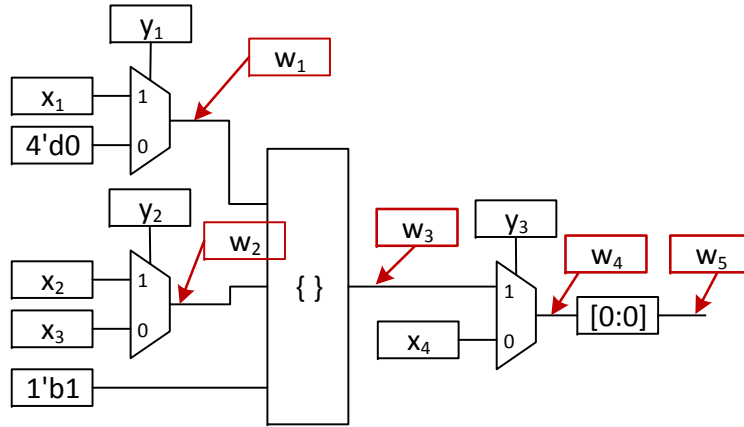 y₁
w₁
x₁
1
4'd0
0
y₂
w₂
x₂
1
x₃
0
1'b1
{ }
w₃
y₃
w₄
w₅
1
x₄
0
[0:0]